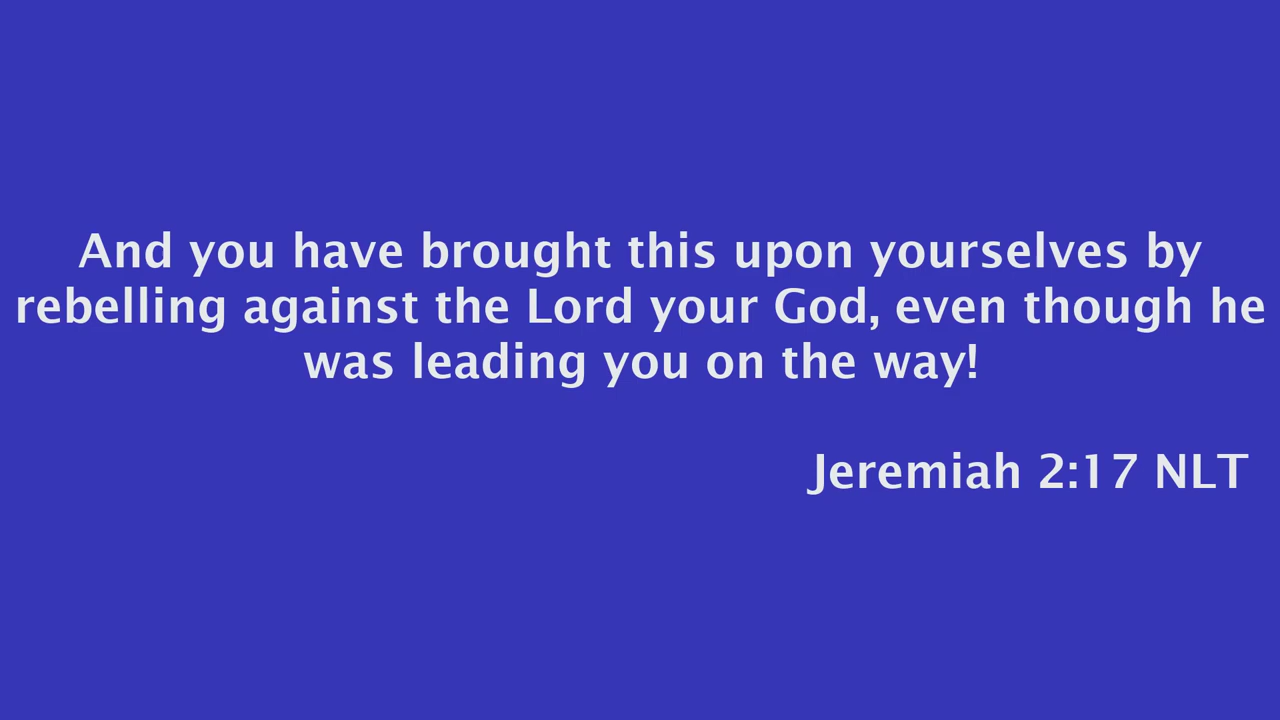 And you have brought this upon yourselves by
rebelling against the Lord your God, even though he
was leading you on the way!
Jeremiah 2:17 NLT